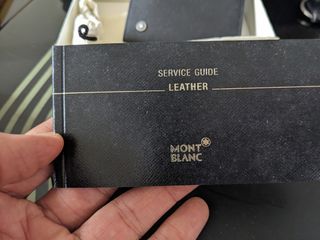 SERVICE GUIDE
LEATHER
MONT
BLANC